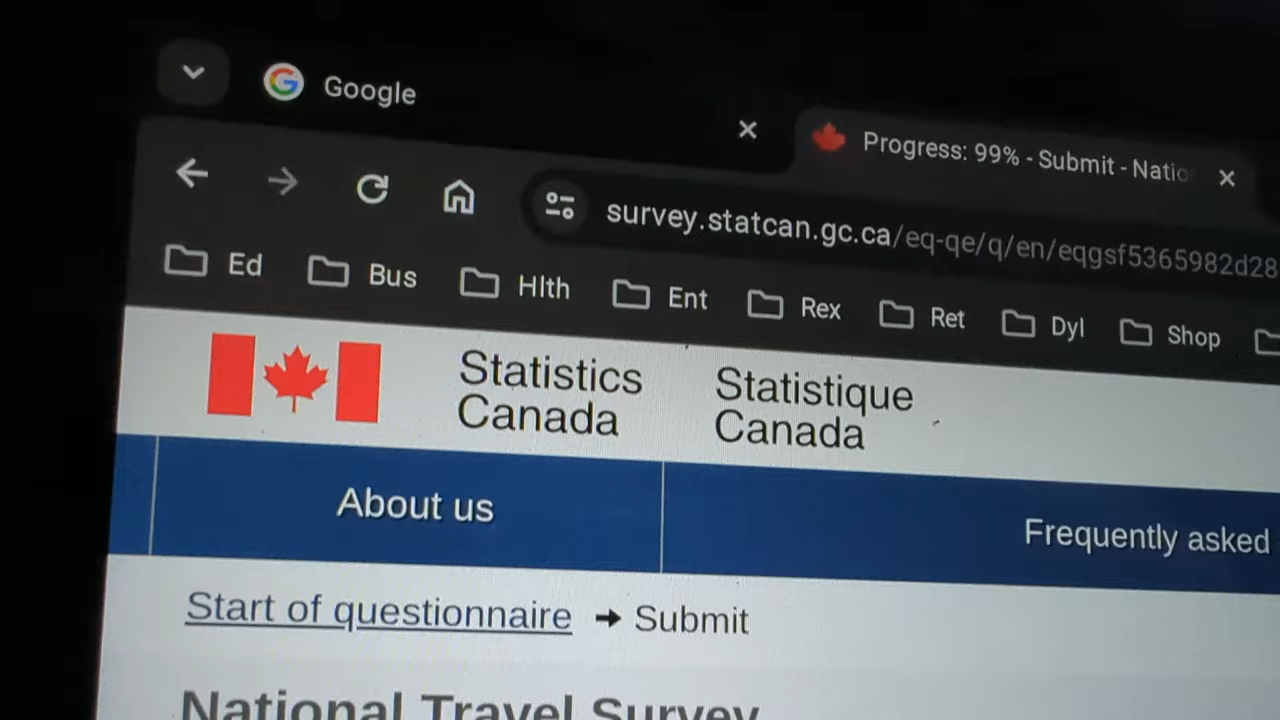 Google
Progress: 99% - Submit - Natio
survey.statcan.gc.ca/eq-qe/q/en/eqgsf5365982d28
Ed Bus Hlth Ent Rex Ret Dyl Shop
Statistics Statistique
Canada Canada
About us Frequently asked
Start of questionnaire → Submit
National Travel Survey